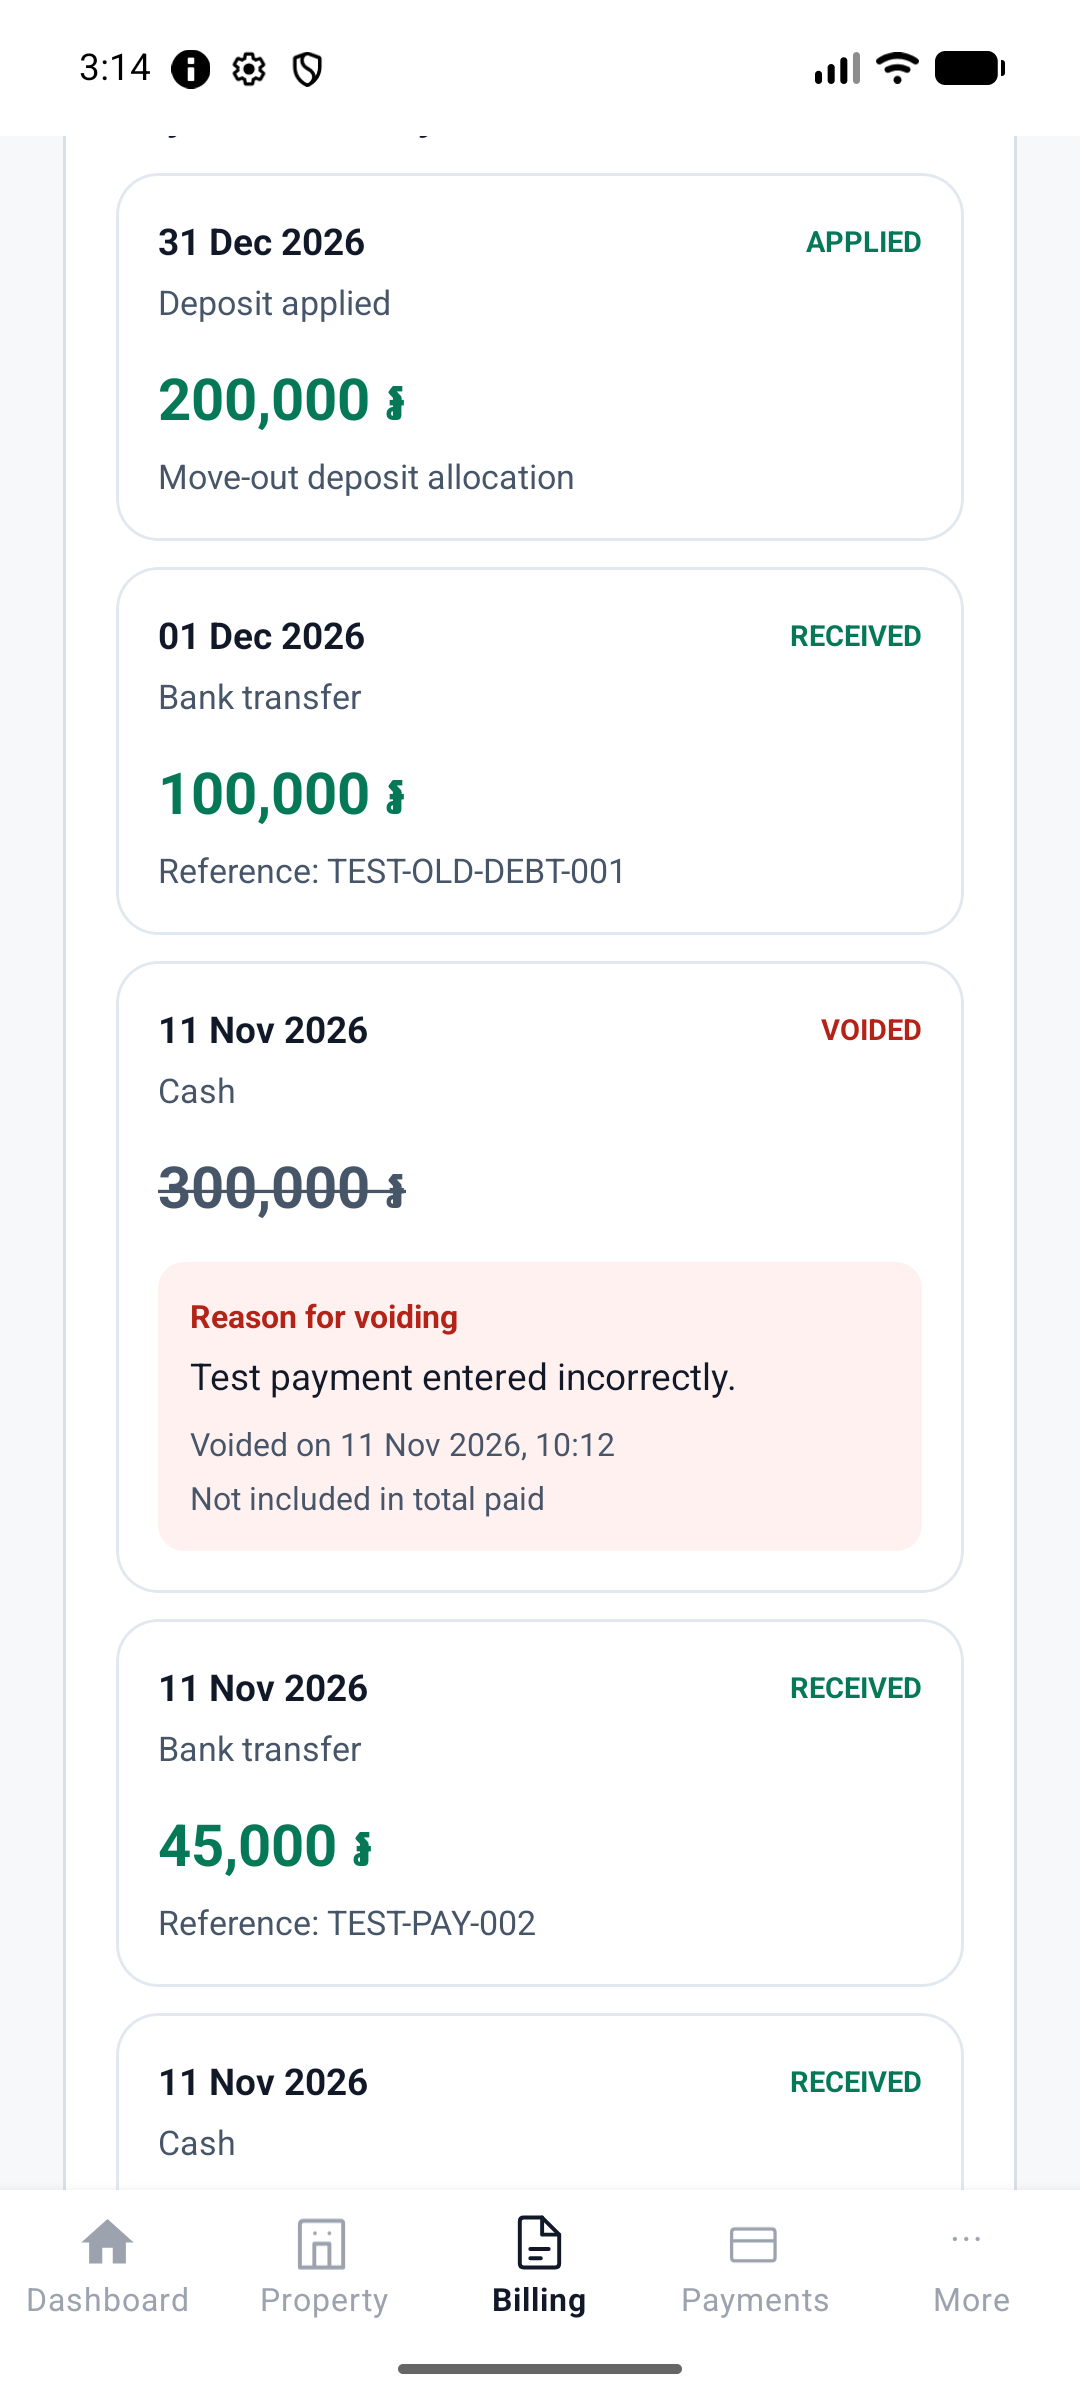 3:14
31 Dec 2026
APPLIED
Deposit applied
200,000 ៛
Move-out deposit allocation
01 Dec 2026
RECEIVED
Bank transfer
100,000 ៛
Reference: TEST-OLD-DEBT-001
11 Nov 2026
VOIDED
Cash
300,000 ៛
Reason for voiding
Test payment entered incorrectly.
Voided on 11 Nov 2026, 10:12
Not included in total paid
11 Nov 2026
RECEIVED
Bank transfer
45,000 ៛
Reference: TEST-PAY-002
11 Nov 2026
RECEIVED
Cash
Dashboard
Property
Billing
Payments
More